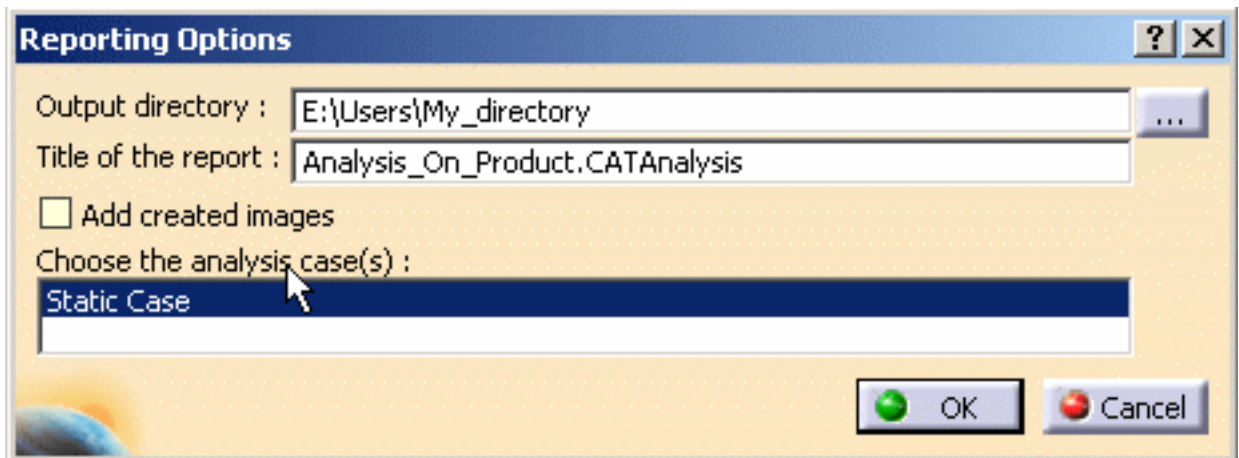 Reporting Options
Output directory : E:\Users\My_directory ...
Title of the report : Analysis_On_Product.CATAnalysis
Add created images
Choose the analysis case(s) :
Static Case
OK Cancel